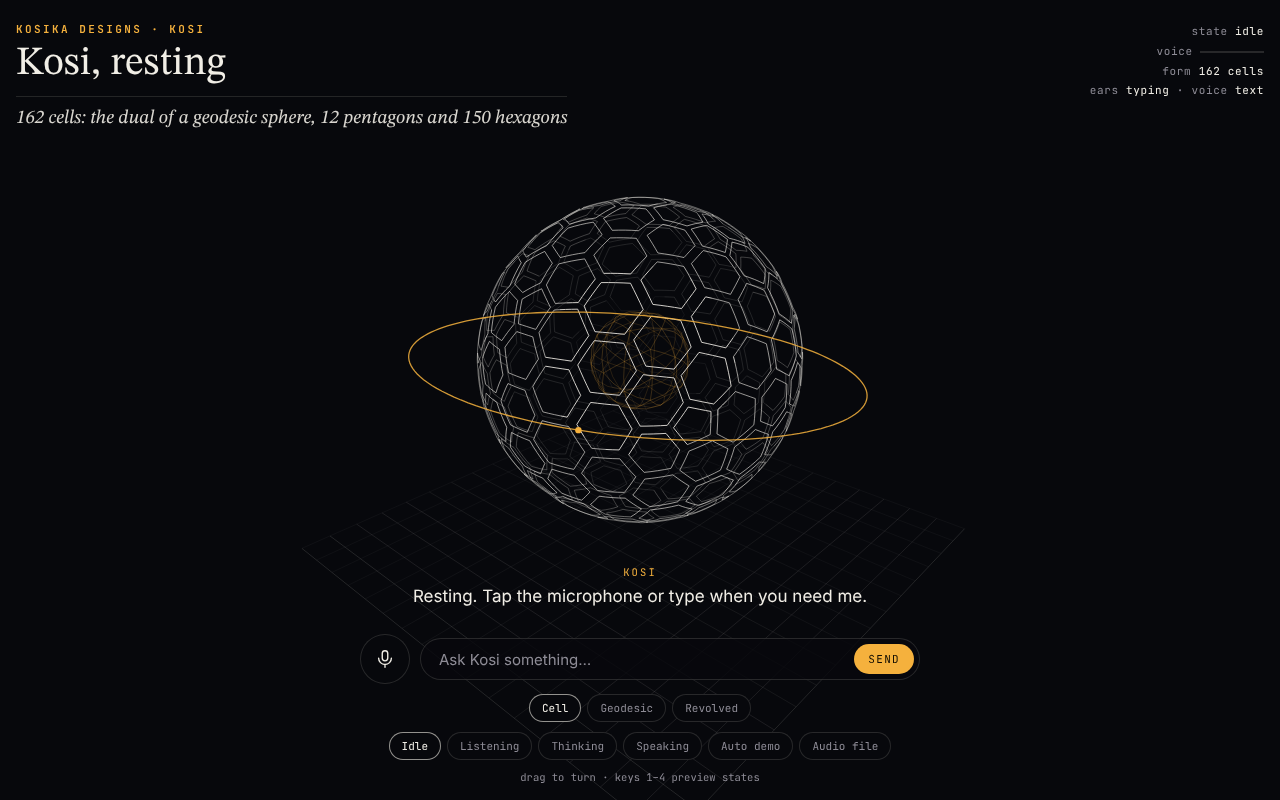 KOSIKA DESIGNS · KOSI
Kosi, resting
162 cells: the dual of a geodesic sphere, 12 pentagons and 150 hexagons
state idle
voice
form 162 cells
ears typing · voice text
KOSI
Resting. Tap the microphone or type when you need me.
Ask Kosi something...
SEND
Cell
Geodesic
Revolved
Idle
Listening
Thinking
Speaking
Auto demo
Audio file
drag to turn · keys 1–4 preview states